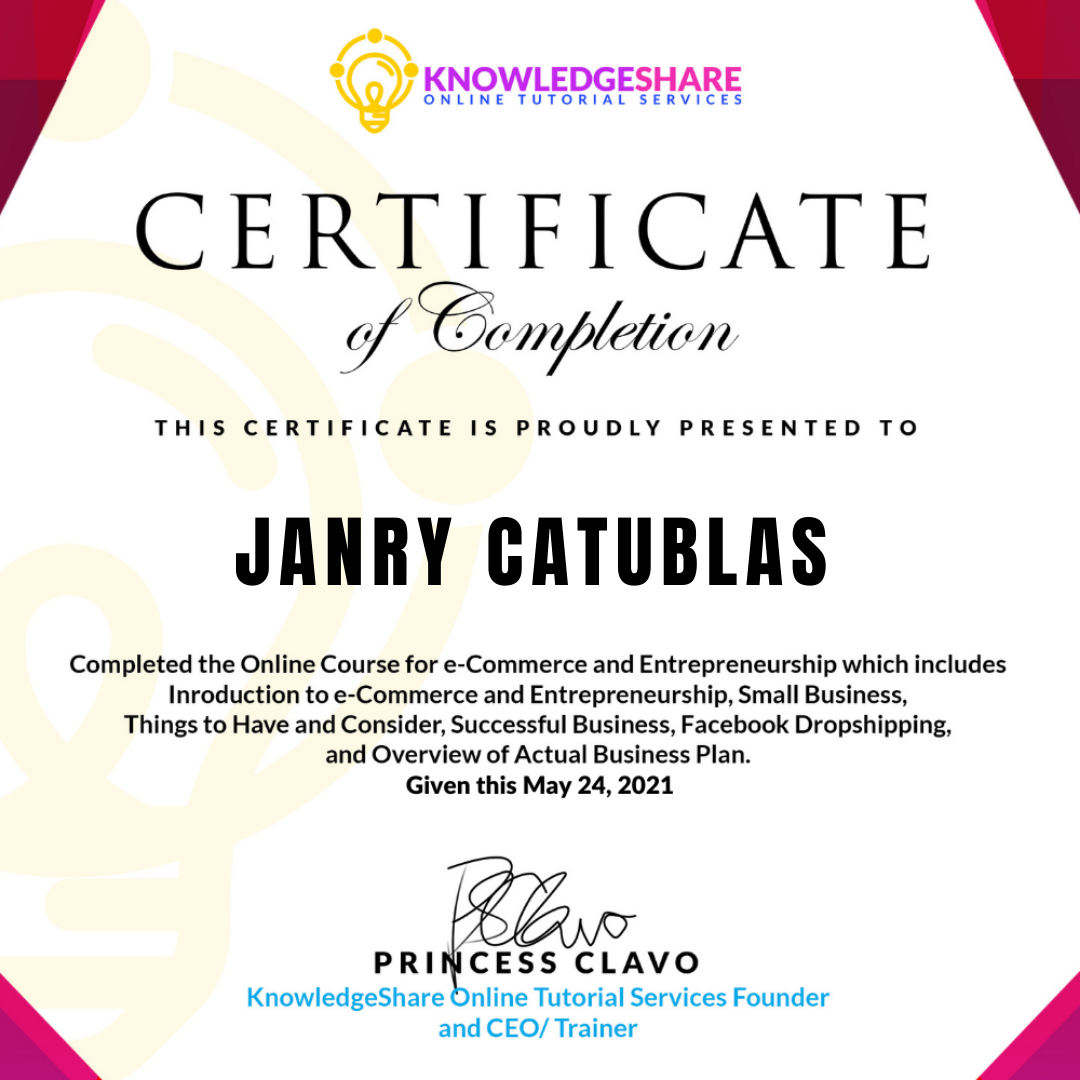 KNOWLEDGESHARE
ONLINE TUTORIAL SERVICES
CERTIFICATE
of Completion
THIS CERTIFICATE IS PROUDLY PRESENTED TO
JANRY CATUBLAS
Completed the Online Course for e-Commerce and Entrepreneurship which includes
Inroduction to e-Commerce and Entrepreneurship, Small Business,
Things to Have and Consider, Successful Business, Facebook Dropshipping,
and Overview of Actual Business Plan.
Given this May 24, 2021
PRINCESS CLAVO
KnowledgeShare Online Tutorial Services Founder
and CEO/ Trainer